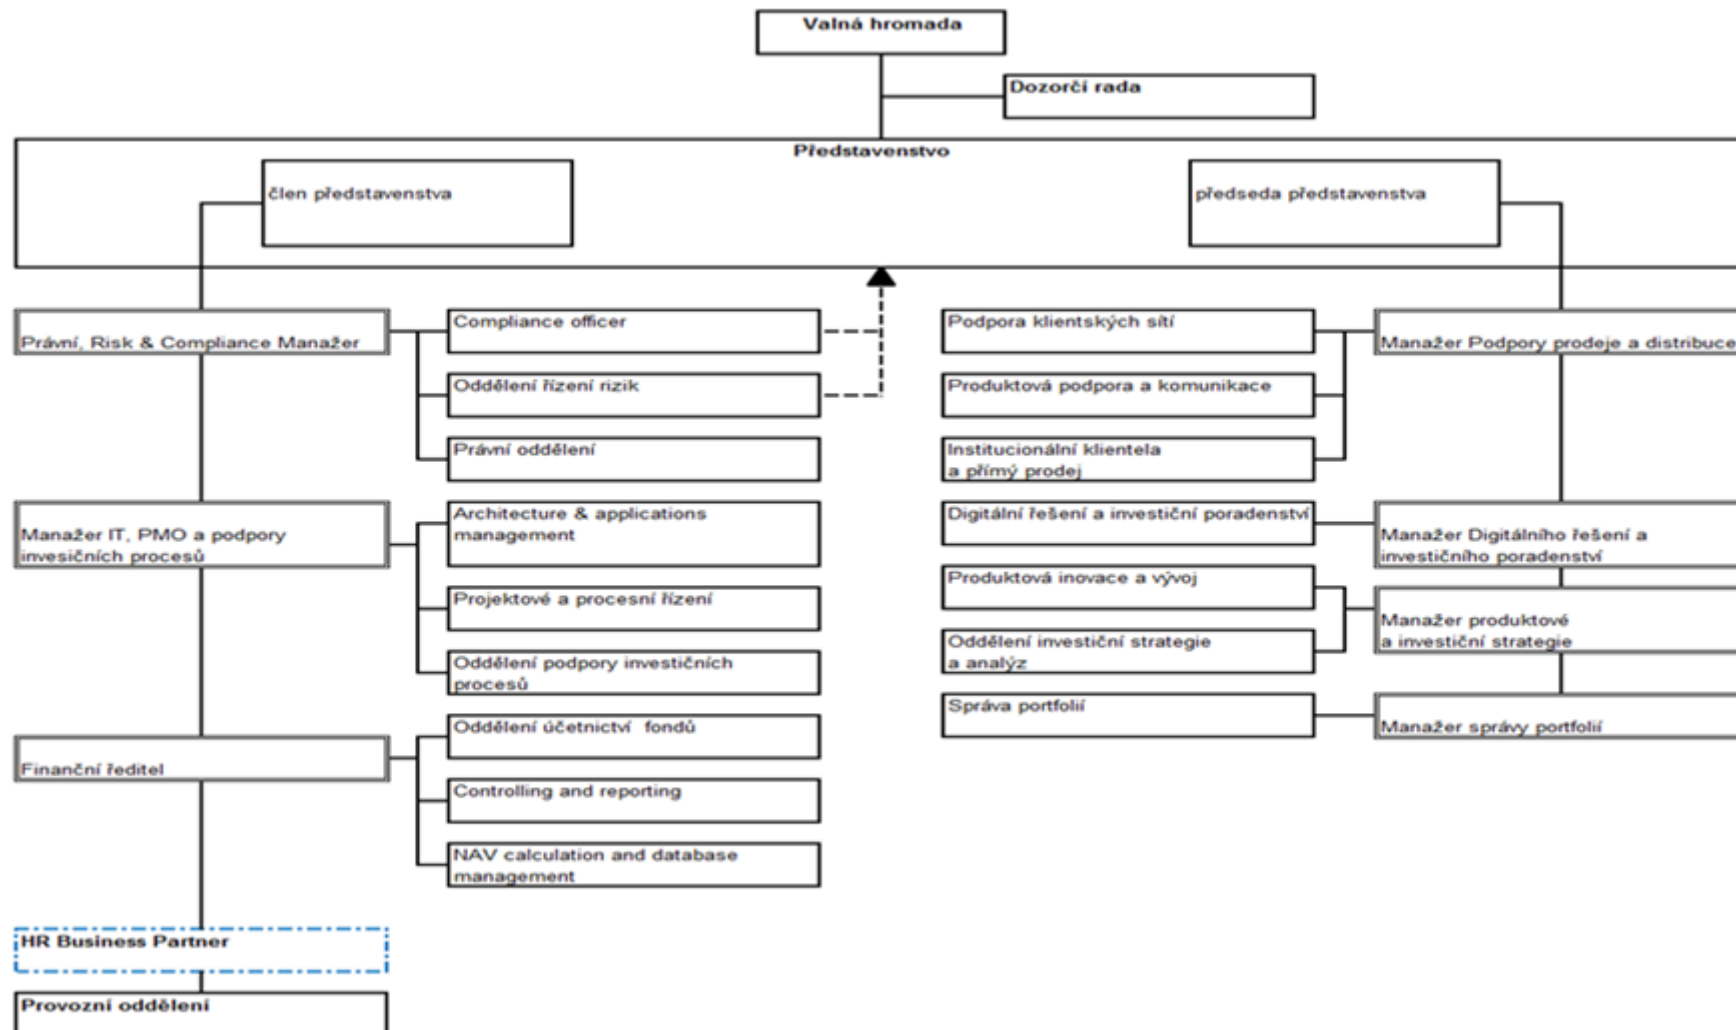 Valná hromada
Dozorčí rada
Představenstvo
člen představenstva
předseda představenstva
Právní, Risk & Compliance Manažer
Compliance officer
Oddělení řízení rizik
Právní oddělení
Manažer IT, PMO a podpory
invesičních procesů
Architecture & applications
management
Projektové a procesní řízení
Oddělení podpory investičních
procesů
Finanční ředitel
Oddělení účetnictví fondů
Controlling and reporting
NAV calculation and database
management
HR Business Partner
Provozní oddělení
Podpora klientských sítí
Manažer Podpory prodeje a distribuce
Produktová podpora a komunikace
Institucionální klientela
a přímý prodej
Digitální řešení a investiční poradenství
Manažer Digitálního řešení a
investičního poradenství
Produktová inovace a vývoj
Oddělení investiční strategie
a analýz
Manažer produktové
a investiční strategie
Správa portfolií
Manažer správy portfolií